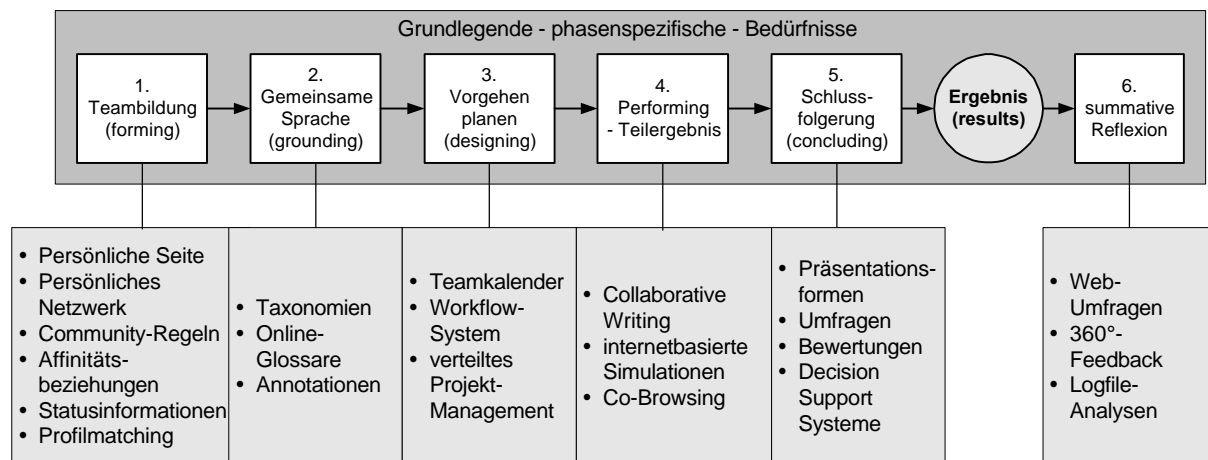 Grundlegende - phasenspezifische - Bedürfnisse
1.
Teambildung
(forming)
2.
Gemeinsame
Sprache
(grounding)
3.
Vorgehen
planen
(designing)
4.
Performing
- Teilergebnis
5.
Schluss-
folgerung
(concluding)
Ergebnis
(results)
6.
summative
Reflexion
• Persönliche Seite
• Persönliches
Netzwerk
• Community-Regeln
• Affinitäts-
beziehungen
• Statusinformationen
• Profilmatching
• Taxonomien
• Online-
Glossare
• Annotationen
• Teamkalender
• Workflow-
System
• verteiltes
Projekt-
Management
• Collaborative
Writing
• internetbasierte
Simulationen
• Co-Browsing
• Präsentations-
formen
• Umfragen
• Bewertungen
• Decision
Support
Systeme
• Web-
Umfragen
• 360°-
Feedback
• Logfile-
Analysen